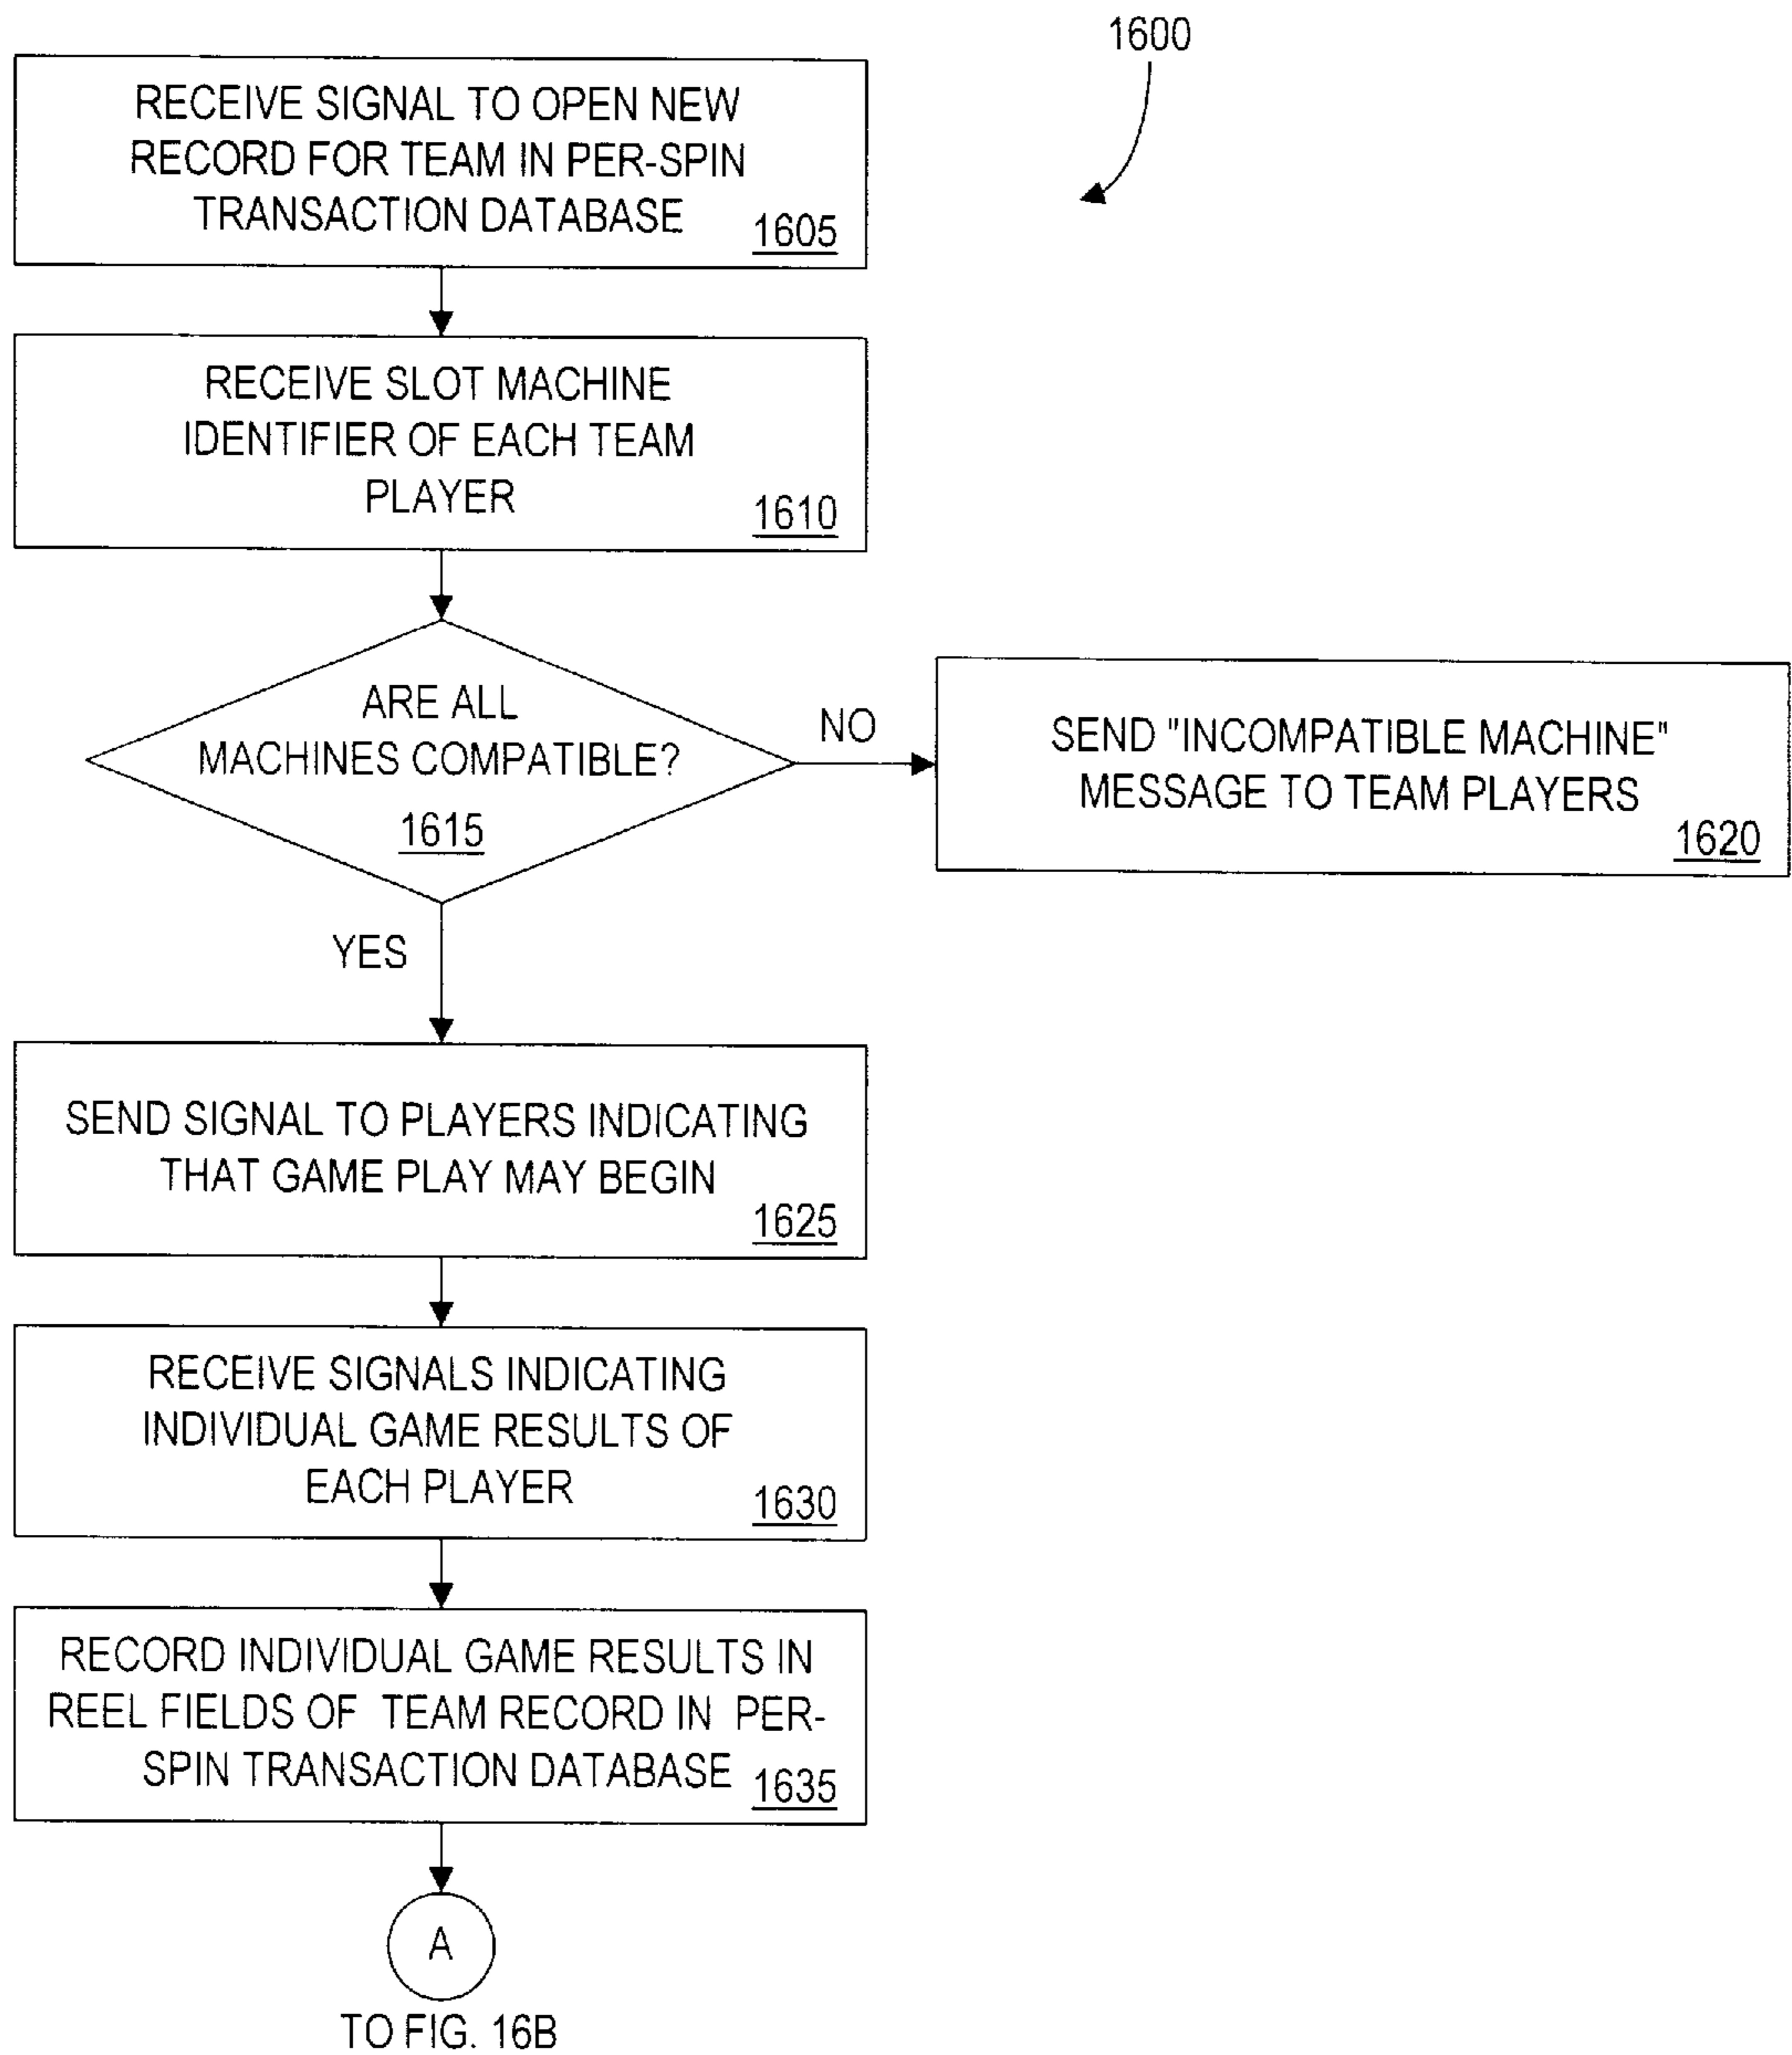 1600
RECEIVE SIGNAL TO OPEN NEW
RECORD FOR TEAM IN PER-SPIN
TRANSACTION DATABASE
1605
RECEIVE SLOT MACHINE
IDENTIFIER OF EACH TEAM
PLAYER
1610
ARE ALL
MACHINES COMPATIBLE?
1615
NO
SEND "INCOMPATIBLE MACHINE"
MESSAGE TO TEAM PLAYERS
1620
YES
SEND SIGNAL TO PLAYERS INDICATING
THAT GAME PLAY MAY BEGIN
1625
RECEIVE SIGNALS INDICATING
INDIVIDUAL GAME RESULTS OF
EACH PLAYER
1630
RECORD INDIVIDUAL GAME RESULTS IN
REEL FIELDS OF TEAM RECORD IN PER-
SPIN TRANSACTION DATABASE
1635
A
TO FIG. 16B